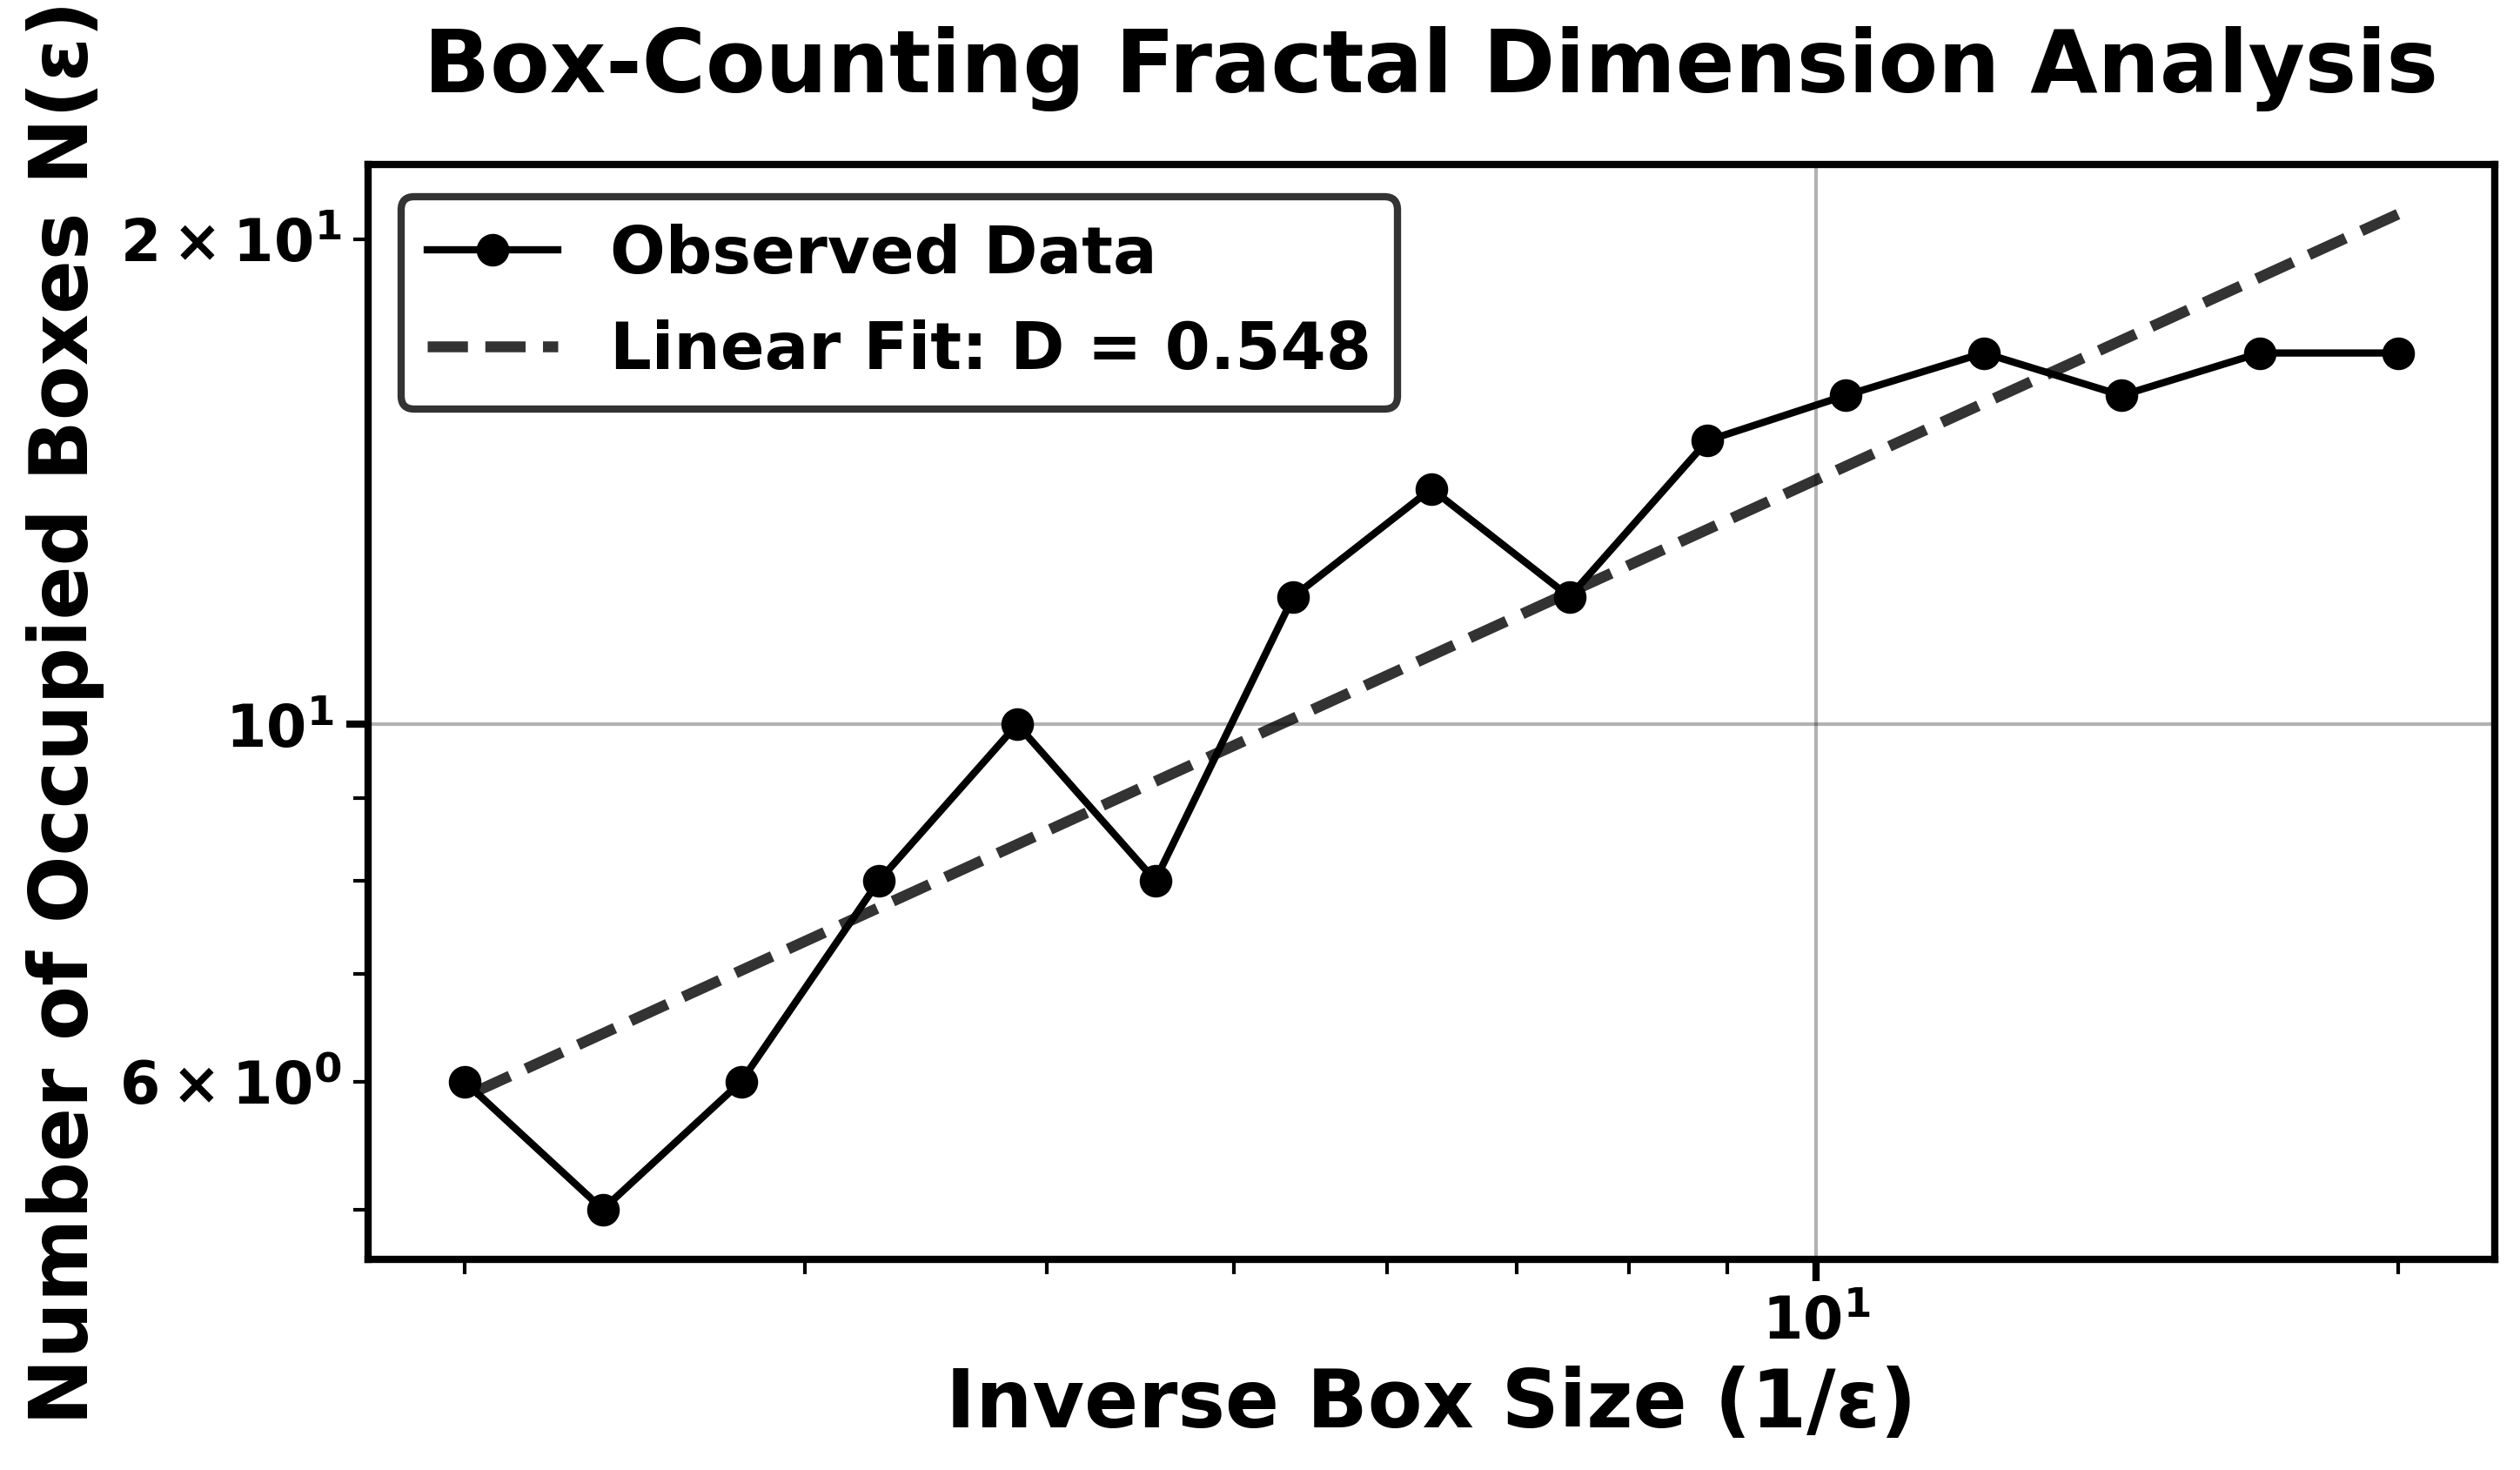 Box-Counting Fractal Dimension Analysis
Number of Occupied Boxes N(ε)
2 × 10¹
10¹
6 × 10⁰
Observed Data
Linear Fit: D = 0.548
10¹
Inverse Box Size (1/ε)